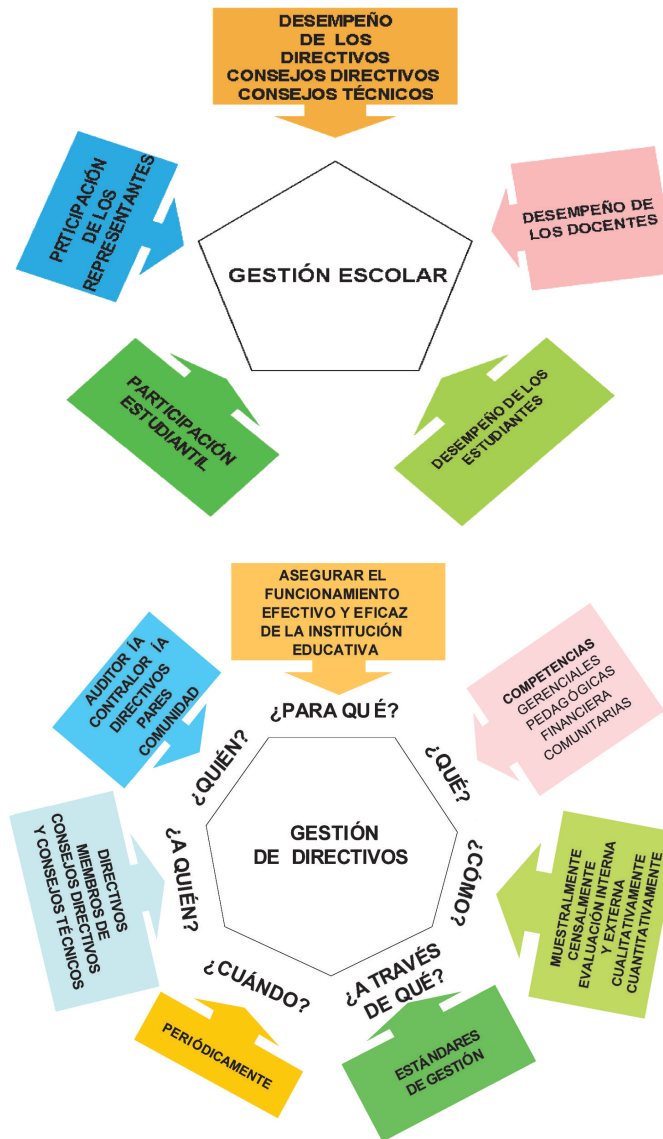 DESEMPEÑO
DE LOS
DIRECTIVOS
CONSEJOS DIRECTIVOS
CONSEJOS TÉCNICOS
PRTICIPACIÓN
DE LOS
REPRESENTANTES
DESEMPEÑO DE
LOS DOCENTES
GESTIÓN ESCOLAR
PARTICIPACIÓN
ESTUDIANTIL
DESEMPEÑO DE LOS
ESTUDIANTES
ASEGURAR EL
FUNCIONAMIENTO
EFECTIVO Y EFICAZ
DE LA INSTITUCIÓN
EDUCATIVA
AUDITOR ÍA
CONTRALOR ÍA
DIRECTIVOS
PARES
COMUNIDAD
COMPETENCIAS
GERENCIALES
PEDAGÓGICAS
FINANCIERA
COMUNITARIAS
¿PARA QU É?
¿QUIÉN?
¿QUÉ?
GESTIÓN
DE DIRECTIVOS
¿A QUIÉN?
¿CÓMO?
DIRECTIVOS
MIEMBROS DE
CONSEJOS DIRECTIVOS
Y CONSEJOS TÉCNICOS
MUESTRALMENTE
CENSALMENTE
EVALUACIÓN INTERNA
Y EXTERNA
CUALITATIVAMENTE
CUANTITATIVAMENTE
¿CUÁNDO?
¿A TRAVÉS
DE QUÉ?
PERIÓDICAMENTE
ESTÁNDARES
DE GESTIÓN